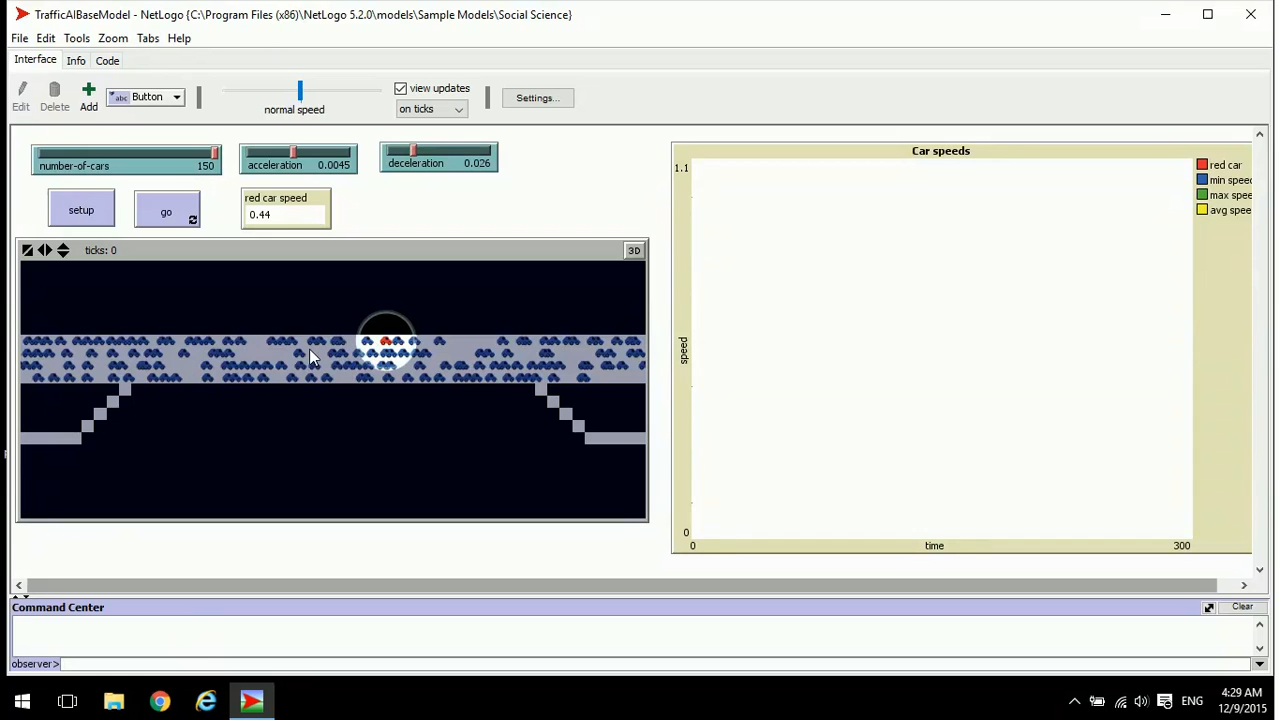 TrafficAIBaseModel - NetLogo {C:\Program Files (x86)\NetLogo 5.2.0\models\Sample Models\Social Science}
File Edit Tools Zoom Tabs Help
Interface Info Code
Edit Delete Add abc Button normal speed view updates on ticks Settings...
number-of-cars 150
acceleration 0.0045
deceleration 0.026
setup
go
red car speed
0.44
ticks: 0
3D
Car speeds
1.1
speed
0
0 time 300
red car
min speed
max spee
avg spee
Command Center
Clear
observer>
ENG
4:29 AM
12/9/2015